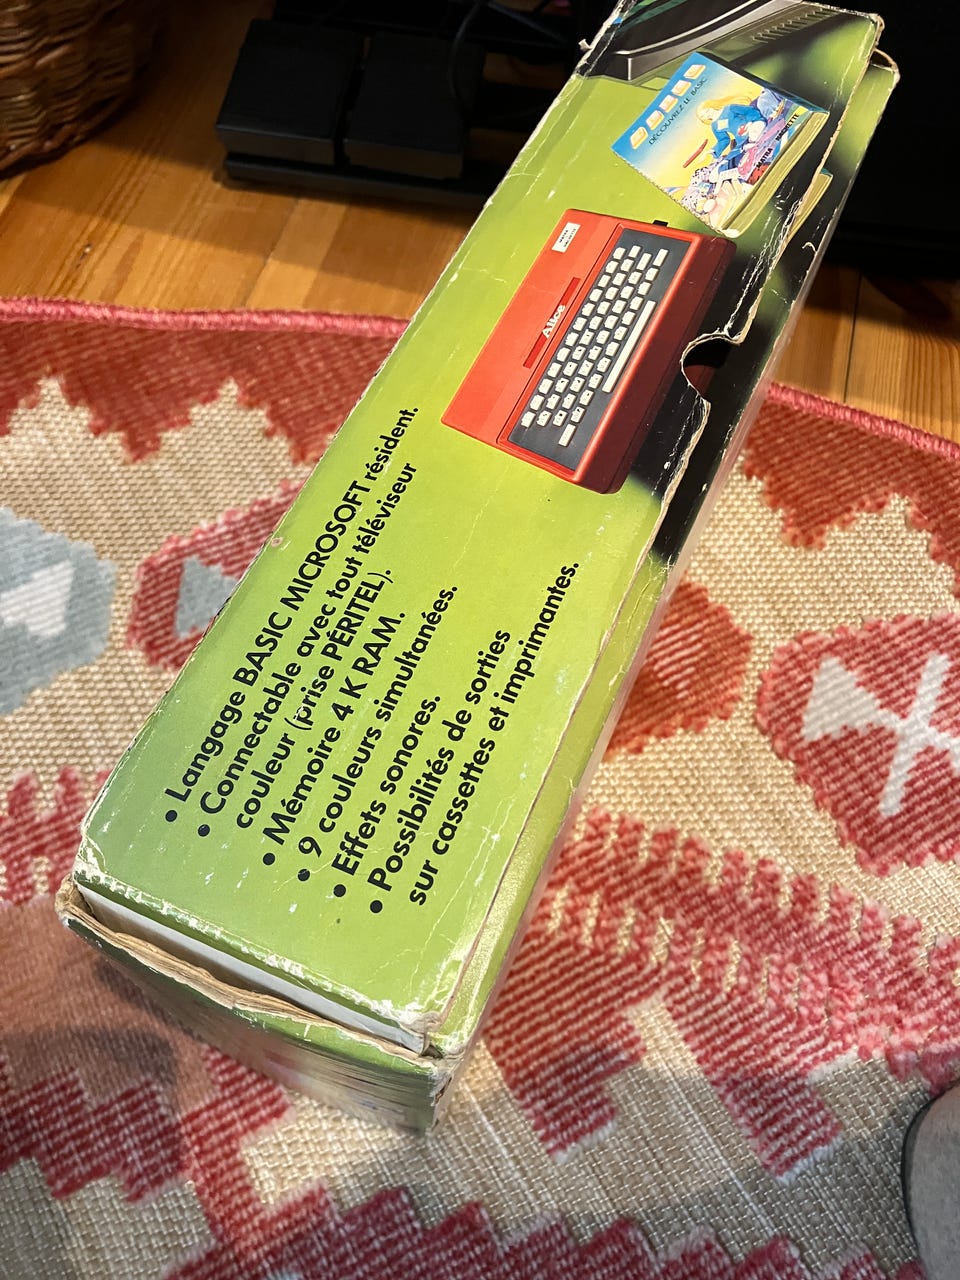 DÉCOUVREZ LE BASIC
Alice
• Langage BASIC MICROSOFT résident.
• Connectable avec tout téléviseur
couleur (prise PÉRITEL).
• Mémoire 4 K RAM.
• 9 couleurs simultanées.
• Effets sonores.
• Possibilités de sorties
sur cassettes et imprimantes.